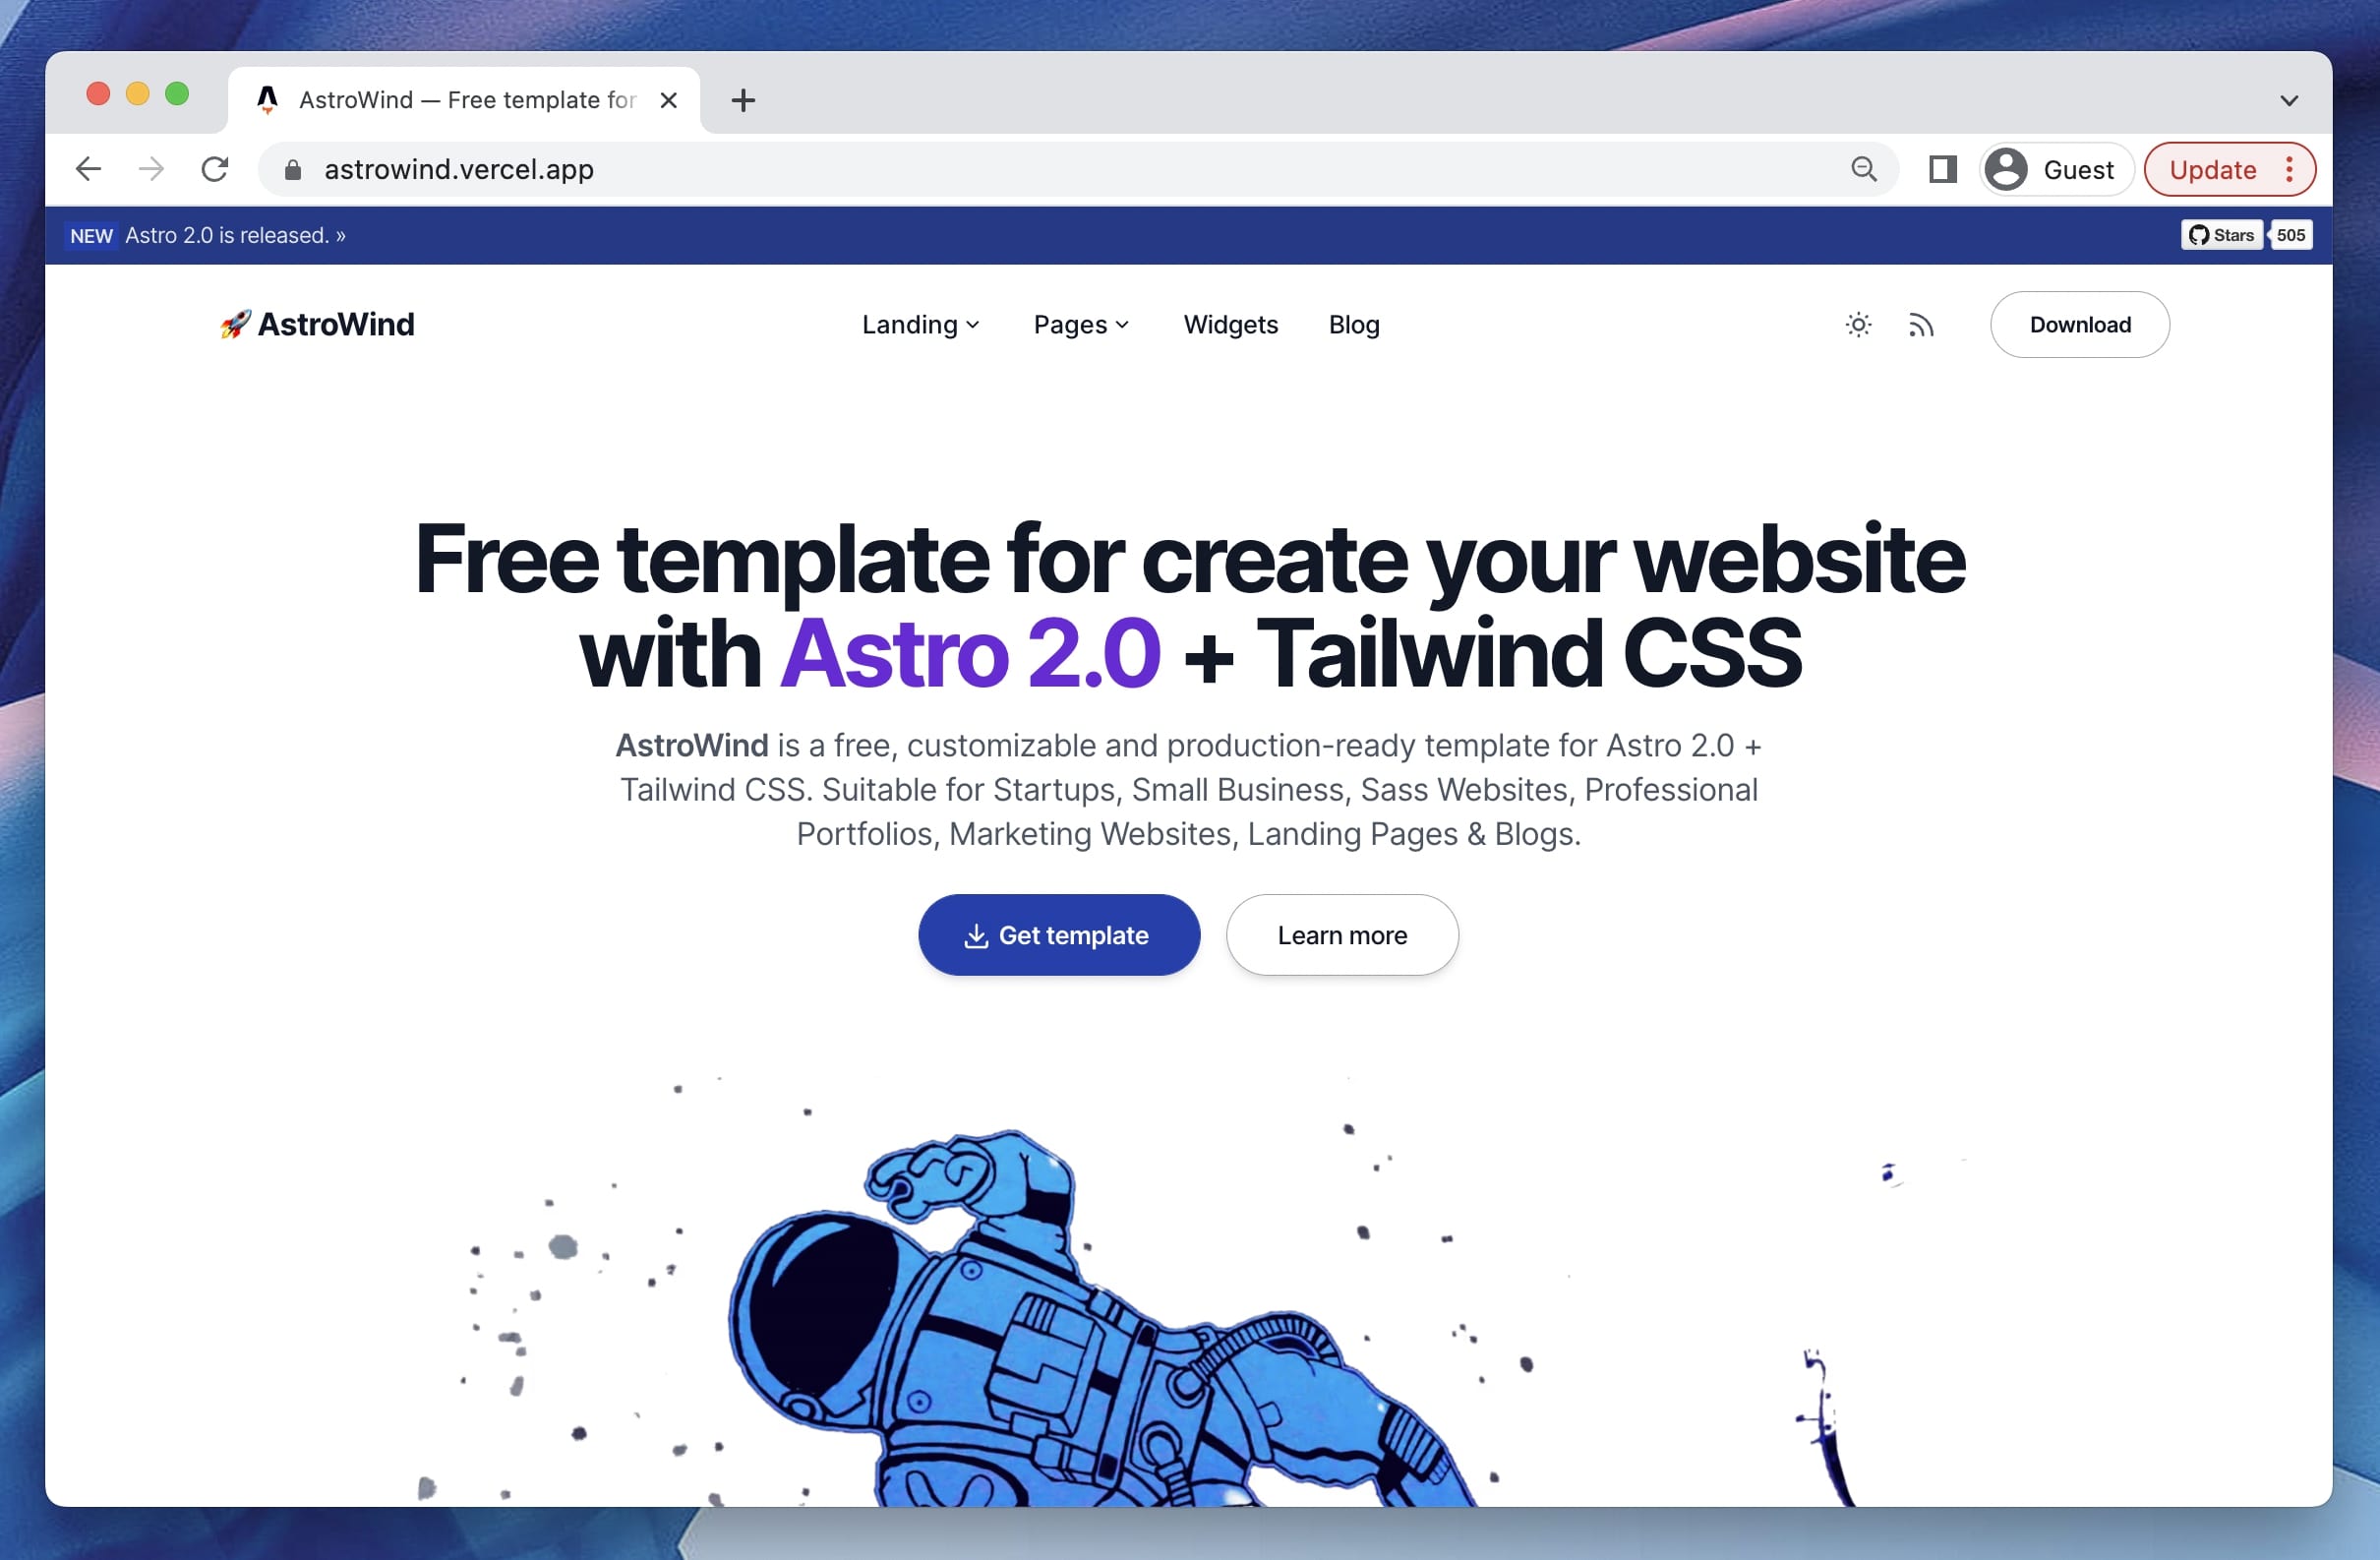 AstroWind — Free template for
astrowind.vercel.app
Guest
Update
NEW Astro 2.0 is released. »
Stars 505
🚀 AstroWind
Landing
Pages
Widgets
Blog
Download
Free template for create your website
with Astro 2.0 + Tailwind CSS
AstroWind is a free, customizable and production-ready template for Astro 2.0 +
Tailwind CSS. Suitable for Startups, Small Business, Sass Websites, Professional
Portfolios, Marketing Websites, Landing Pages & Blogs.
Get template
Learn more